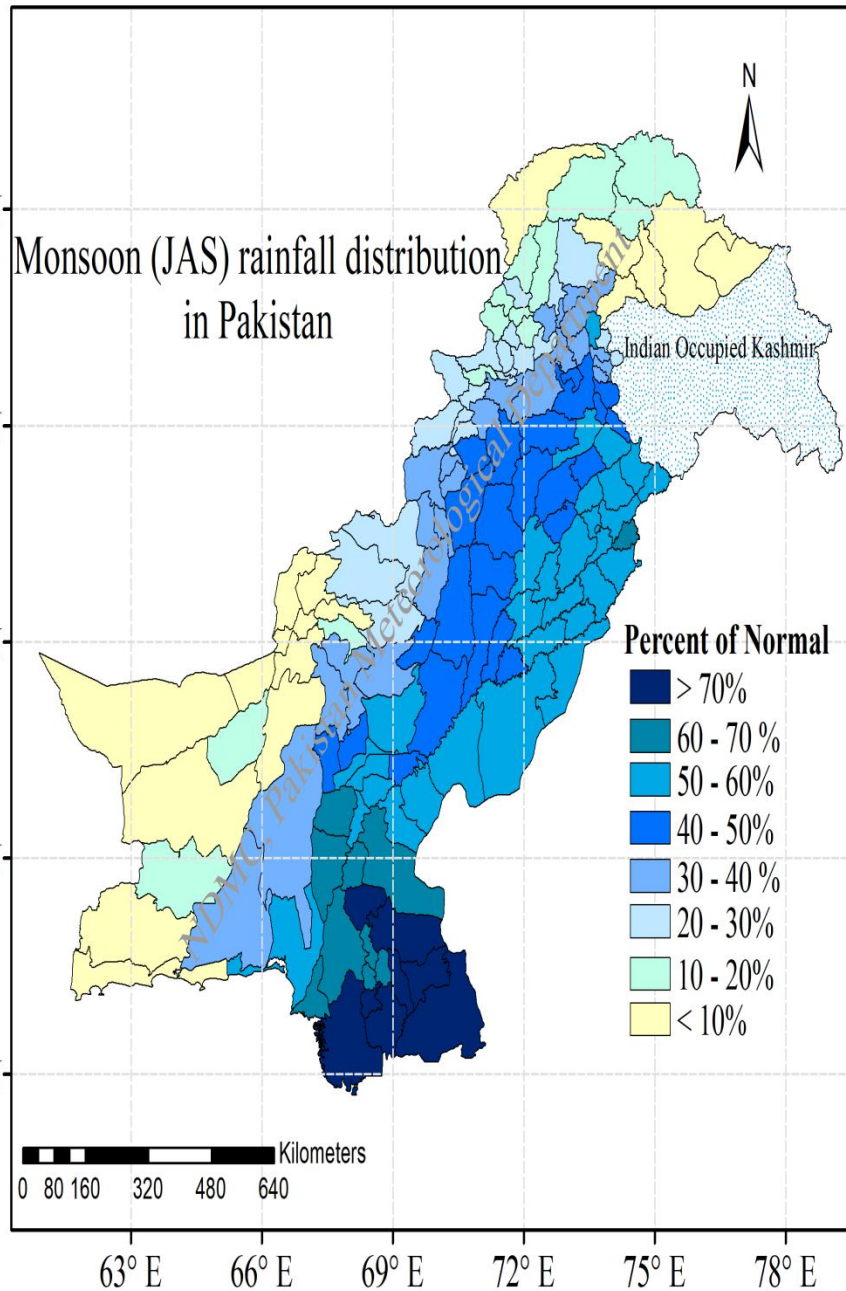 N
Monsoon (JAS) rainfall distribution
in Pakistan
Indian Occupied Kashmir
NDMC, Pakistan Meteorological Department
Percent of Normal
> 70%
60 - 70 %
50 - 60%
40 - 50%
30 - 40 %
20 - 30%
10 - 20%
< 10%
Kilometers
0 80 160 320 480 640
63° E 66° E 69° E 72° E 75° E 78° E